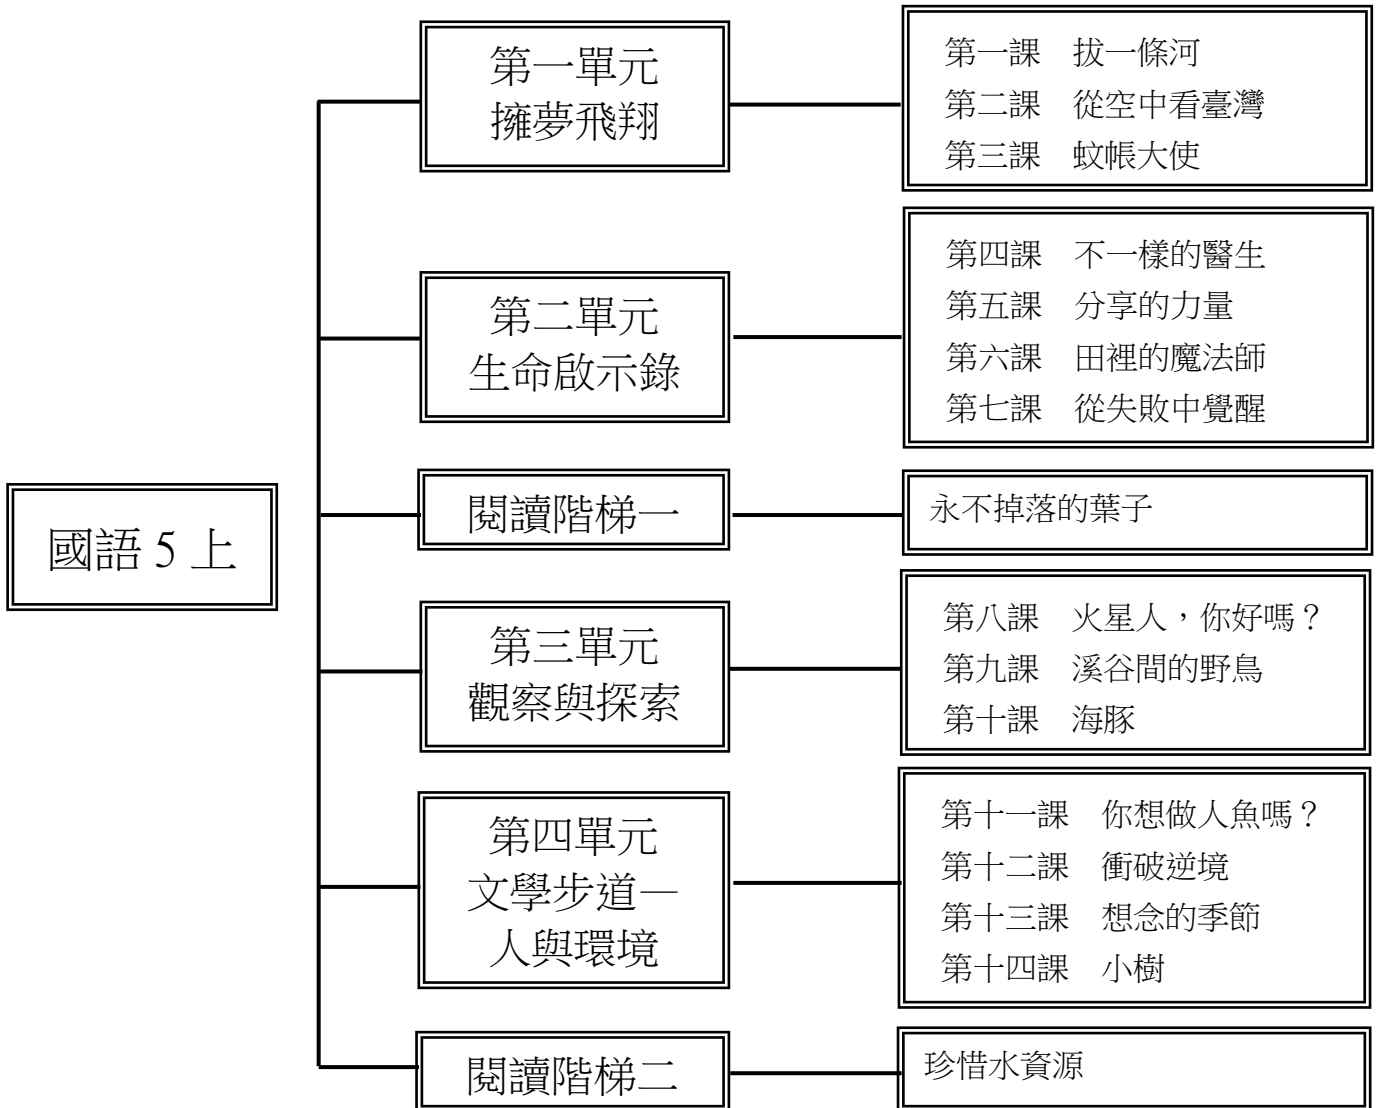 國語 5 上
第一單元
擁夢飛翔
第一課　拔一條河
第二課　從空中看臺灣
第三課　蚊帳大使
第二單元
生命啟示錄
第四課　不一樣的醫生
第五課　分享的力量
第六課　田裡的魔法師
第七課　從失敗中覺醒
閱讀階梯一
永不掉落的葉子
第三單元
觀察與探索
第八課　火星人，你好嗎？
第九課　溪谷間的野鳥
第十課　海豚
第四單元
文學步道—
人與環境
第十一課　你想做人魚嗎？
第十二課　衝破逆境
第十三課　想念的季節
第十四課　小樹
閱讀階梯二
珍惜水資源